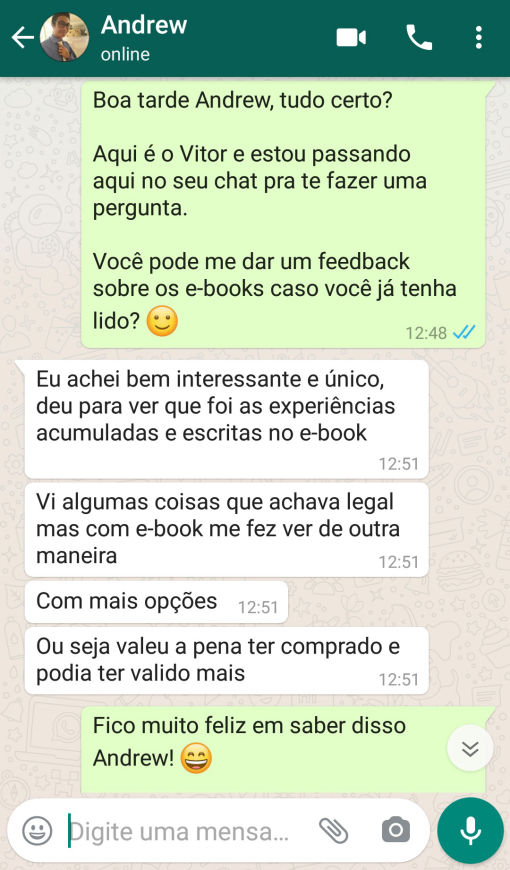 Andrew
online
Boa tarde Andrew, tudo certo?
Aqui é o Vitor e estou passando
aqui no seu chat pra te fazer uma
pergunta.
Você pode me dar um feedback
sobre os e-books caso você já tenha
lido? 🙂
12:48
Eu achei bem interessante e único,
deu para ver que foi as experiências
acumuladas e escritas no e-book
12:51
Vi algumas coisas que achava legal
mas com e-book me fez ver de outra
maneira
12:51
Com mais opções 12:51
Ou seja valeu a pena ter comprado e
podia ter valido mais
12:51
Fico muito feliz em saber disso
Andrew! 😄
Digite uma mensa...